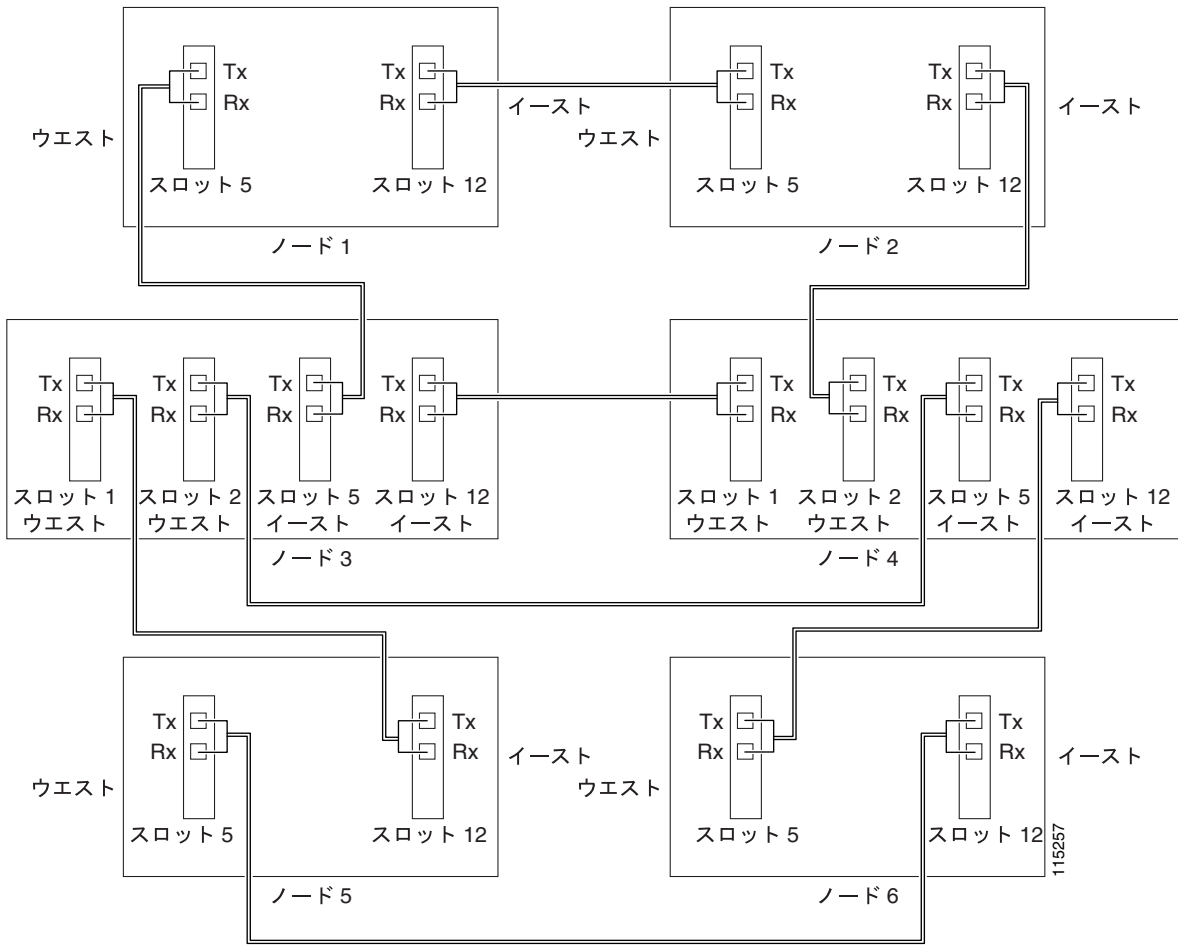 Tx
Rx
ウエスト
スロット 5
Tx
Rx
イースト
スロット 12
ノード 1
Tx
Rx
ウエスト
スロット 5
Tx
Rx
イースト
スロット 12
ノード 2
Tx
Rx
スロット 1
ウエスト
Tx
Rx
スロット 2
ウエスト
Tx
Rx
スロット 5
イースト
Tx
Rx
スロット 12
イースト
ノード 3
Tx
Rx
スロット 1
ウエスト
Tx
Rx
スロット 2
ウエスト
Tx
Rx
スロット 5
イースト
Tx
Rx
スロット 12
イースト
ノード 4
Tx
Rx
ウエスト
スロット 5
Tx
Rx
イースト
スロット 12
ノード 5
Tx
Rx
ウエスト
スロット 5
Tx
Rx
イースト
スロット 12
ノード 6
115257